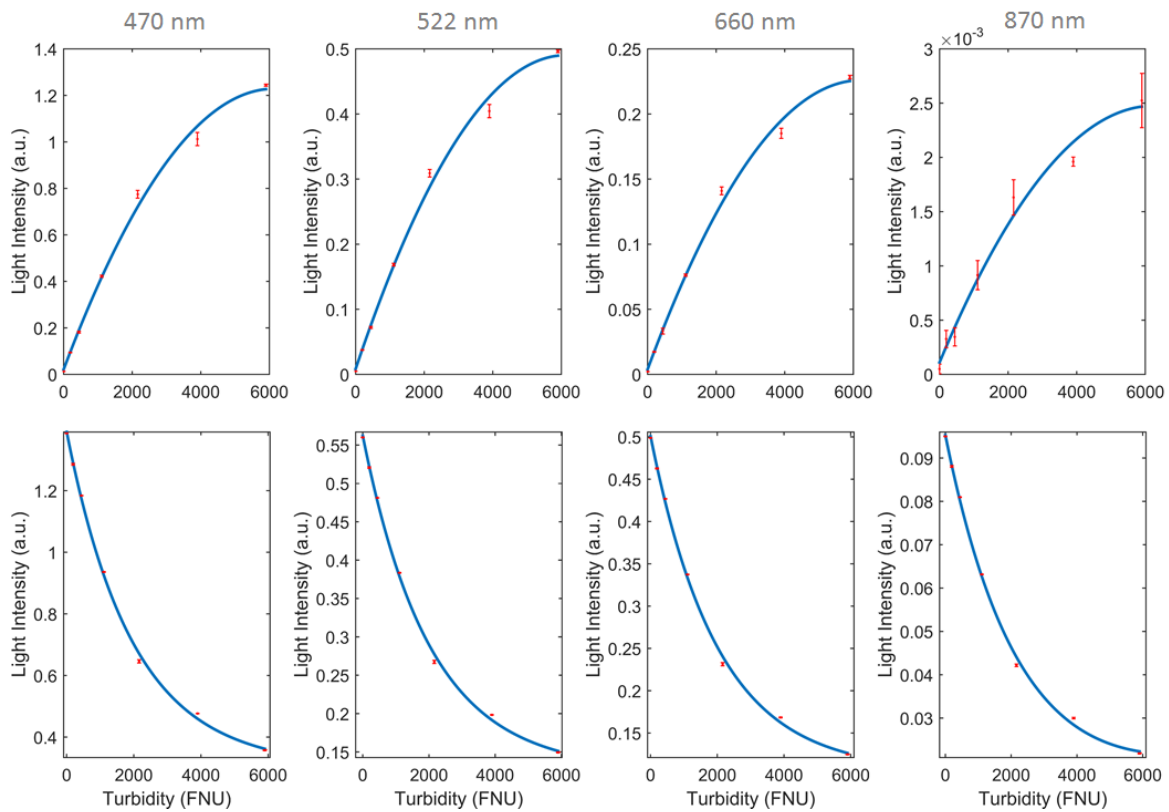 470 nm 522 nm 660 nm 870 nm
×10⁻³
1.4 0.5 0.25 3
1.2 0.4 0.2 2.5
1 0.3 0.15 2
0.8 0.2 0.1 1.5
0.6 0.1 0.05 1
0.4 0 0 0.5
0.2 0
0
Light Intensity (a.u.) Light Intensity (a.u.) Light Intensity (a.u.) Light Intensity (a.u.)
0 2000 4000 6000 0 2000 4000 6000 0 2000 4000 6000 0 2000 4000 6000
1.2 0.55 0.5 0.09
1 0.5 0.45 0.08
0.8 0.45 0.4 0.07
0.6 0.4 0.35 0.06
0.4 0.35 0.3 0.05
0.3 0.25 0.04
0.25 0.2 0.03
0.2 0.15
0.15
Light Intensity (a.u.) Light Intensity (a.u.) Light Intensity (a.u.) Light Intensity (a.u.)
0 2000 4000 6000 0 2000 4000 6000 0 2000 4000 6000 0 2000 4000 6000
Turbidity (FNU) Turbidity (FNU) Turbidity (FNU) Turbidity (FNU)